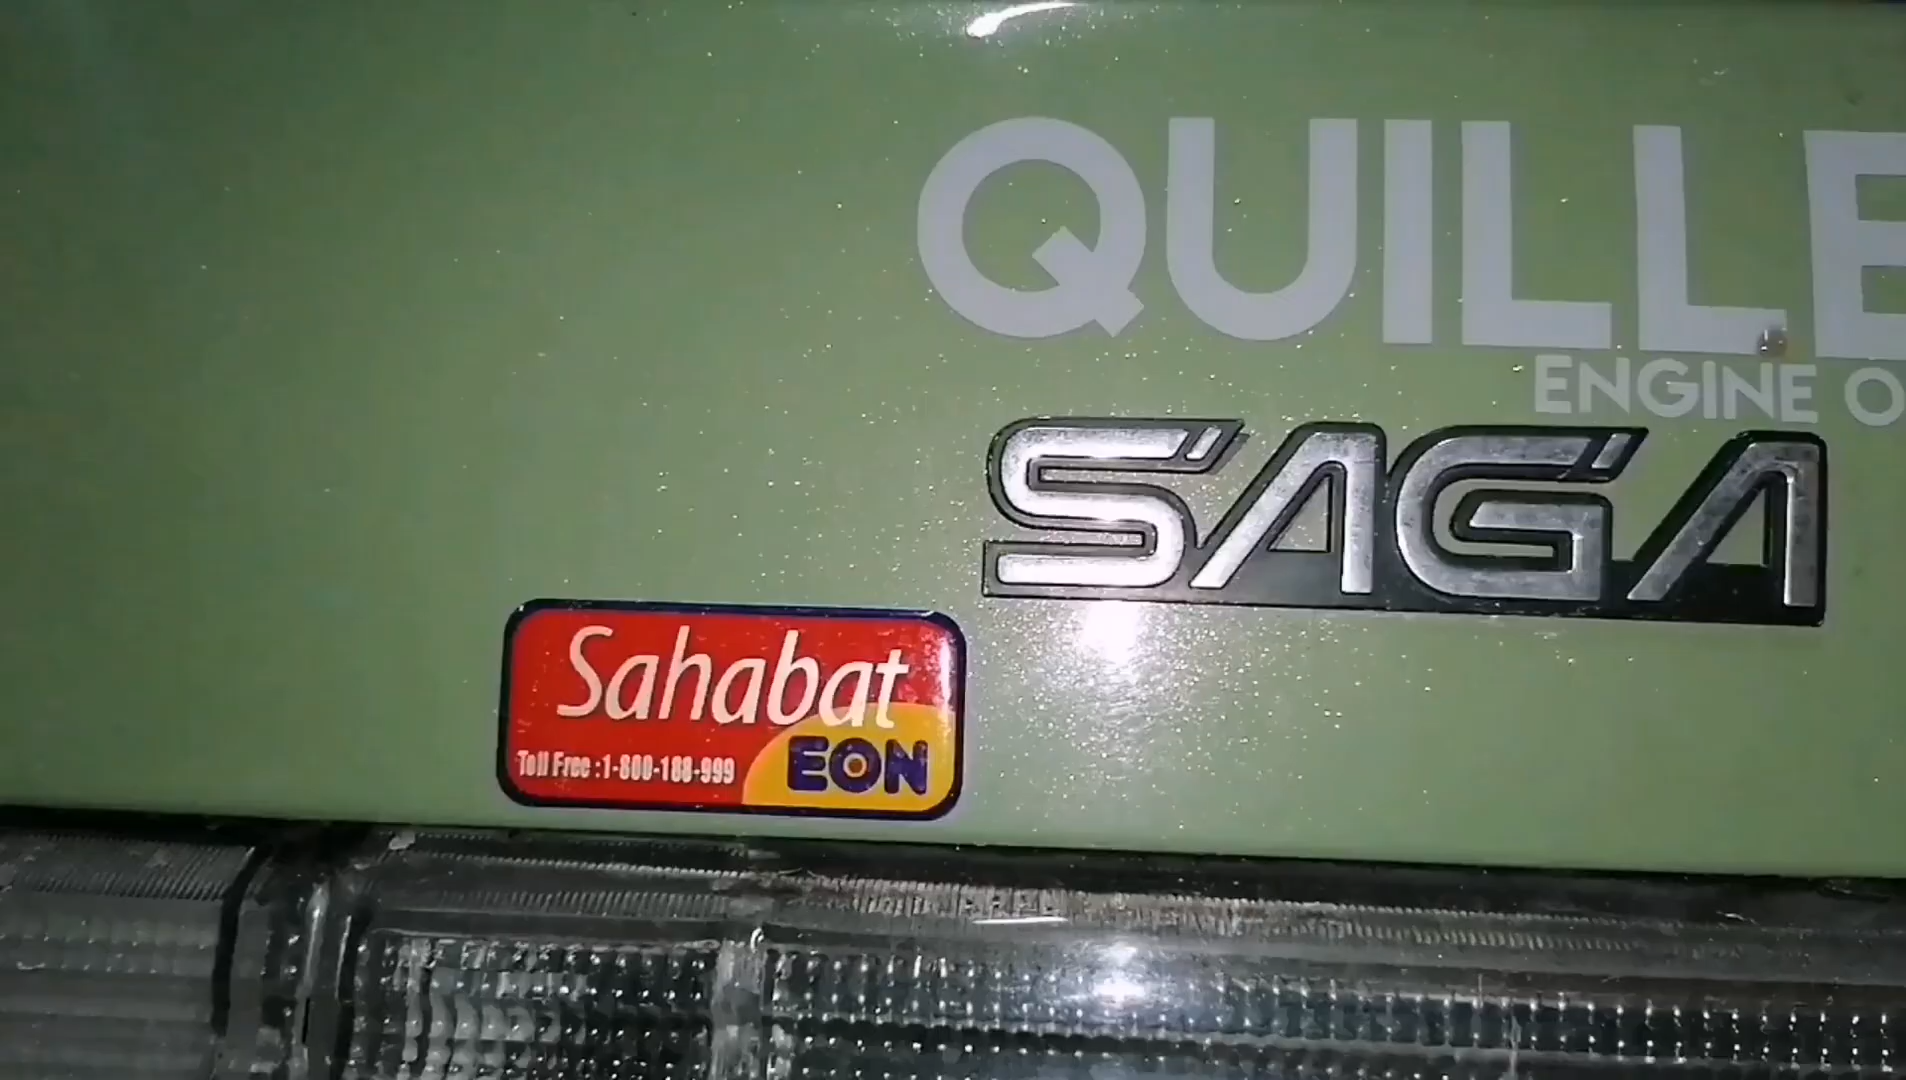 QUILLE
ENGINE O
SAGA
Sahabat
EON
Toll Free :1-800-188-999